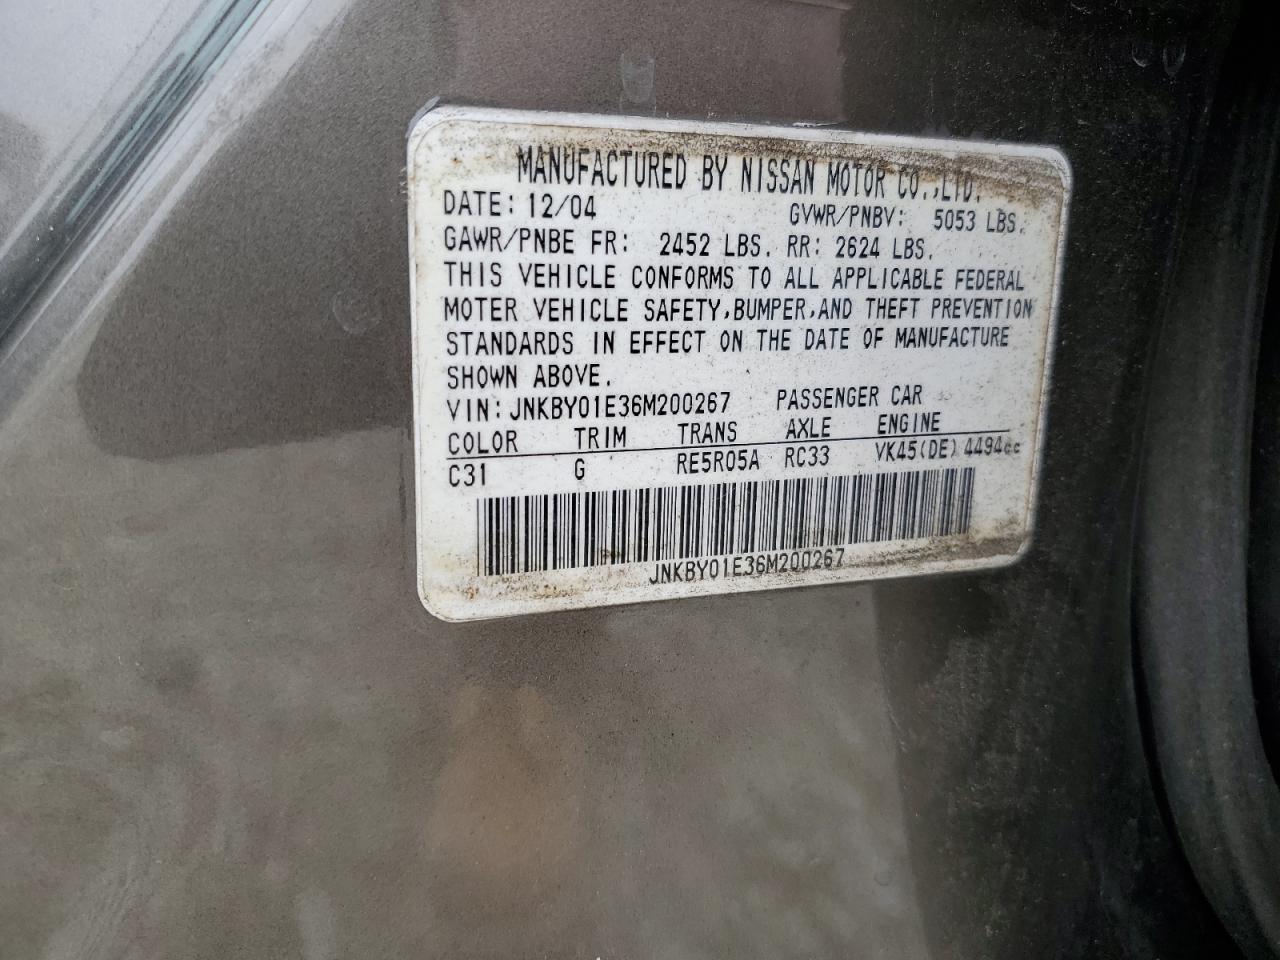 MANUFACTURED BY NISSAN MOTOR CO.,LTD.
DATE: 12/04 GVWR/PNBV: 5053 LBS.
GAWR/PNBE FR: 2452 LBS. RR: 2624 LBS.
THIS VEHICLE CONFORMS TO ALL APPLICABLE FEDERAL
MOTER VEHICLE SAFETY,BUMPER,AND THEFT PREVENTION
STANDARDS IN EFFECT ON THE DATE OF MANUFACTURE
SHOWN ABOVE.
VIN: JNKBY01E36M200267 PASSENGER CAR
COLOR TRIM TRANS AXLE ENGINE
C31 G RE5R05A RC33 VK45(DE) 4494cc
JNKBY01E36M200267